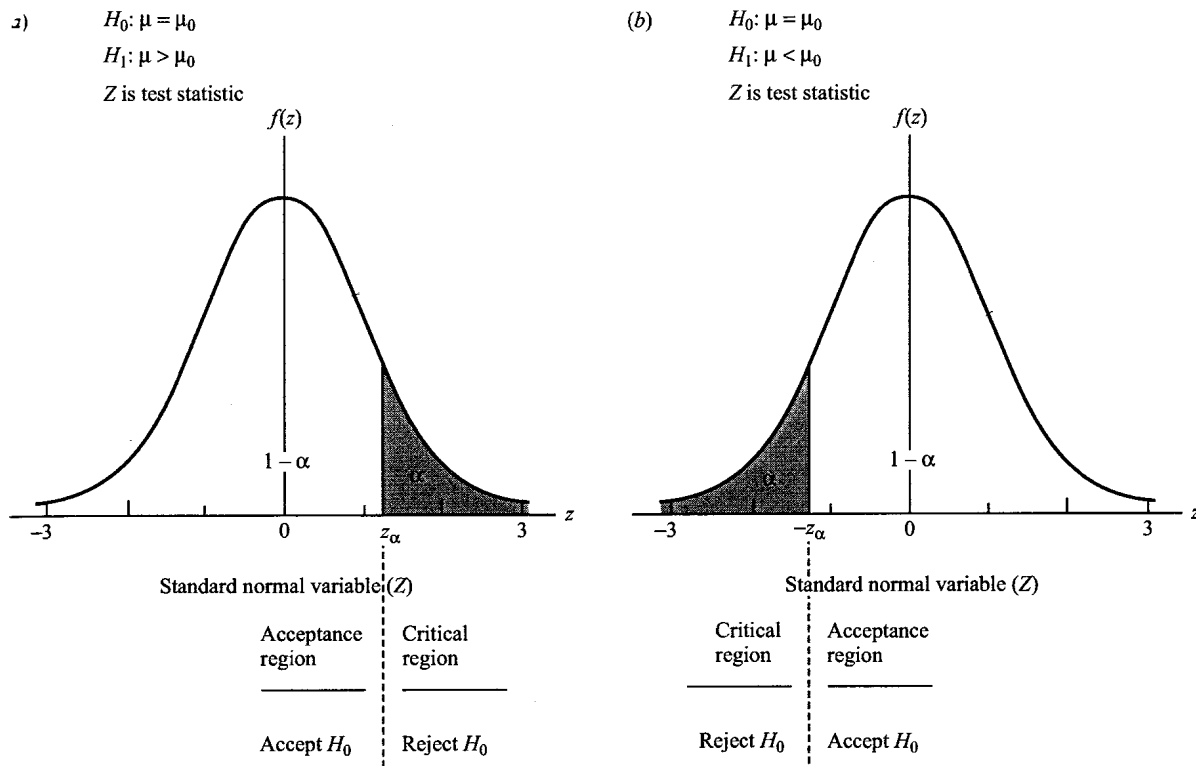 a)
H₀: μ = μ₀
H₁: μ > μ₀
Z is test statistic
f(z)
1 – α
α
–3
0
zα
3
z
Standard normal variable (Z)
Acceptance region
Critical region
Accept H₀
Reject H₀
(b)
H₀: μ = μ₀
H₁: μ < μ₀
Z is test statistic
f(z)
α
1 – α
–3
–zα
0
3
z
Standard normal variable (Z)
Critical region
Acceptance region
Reject H₀
Accept H₀